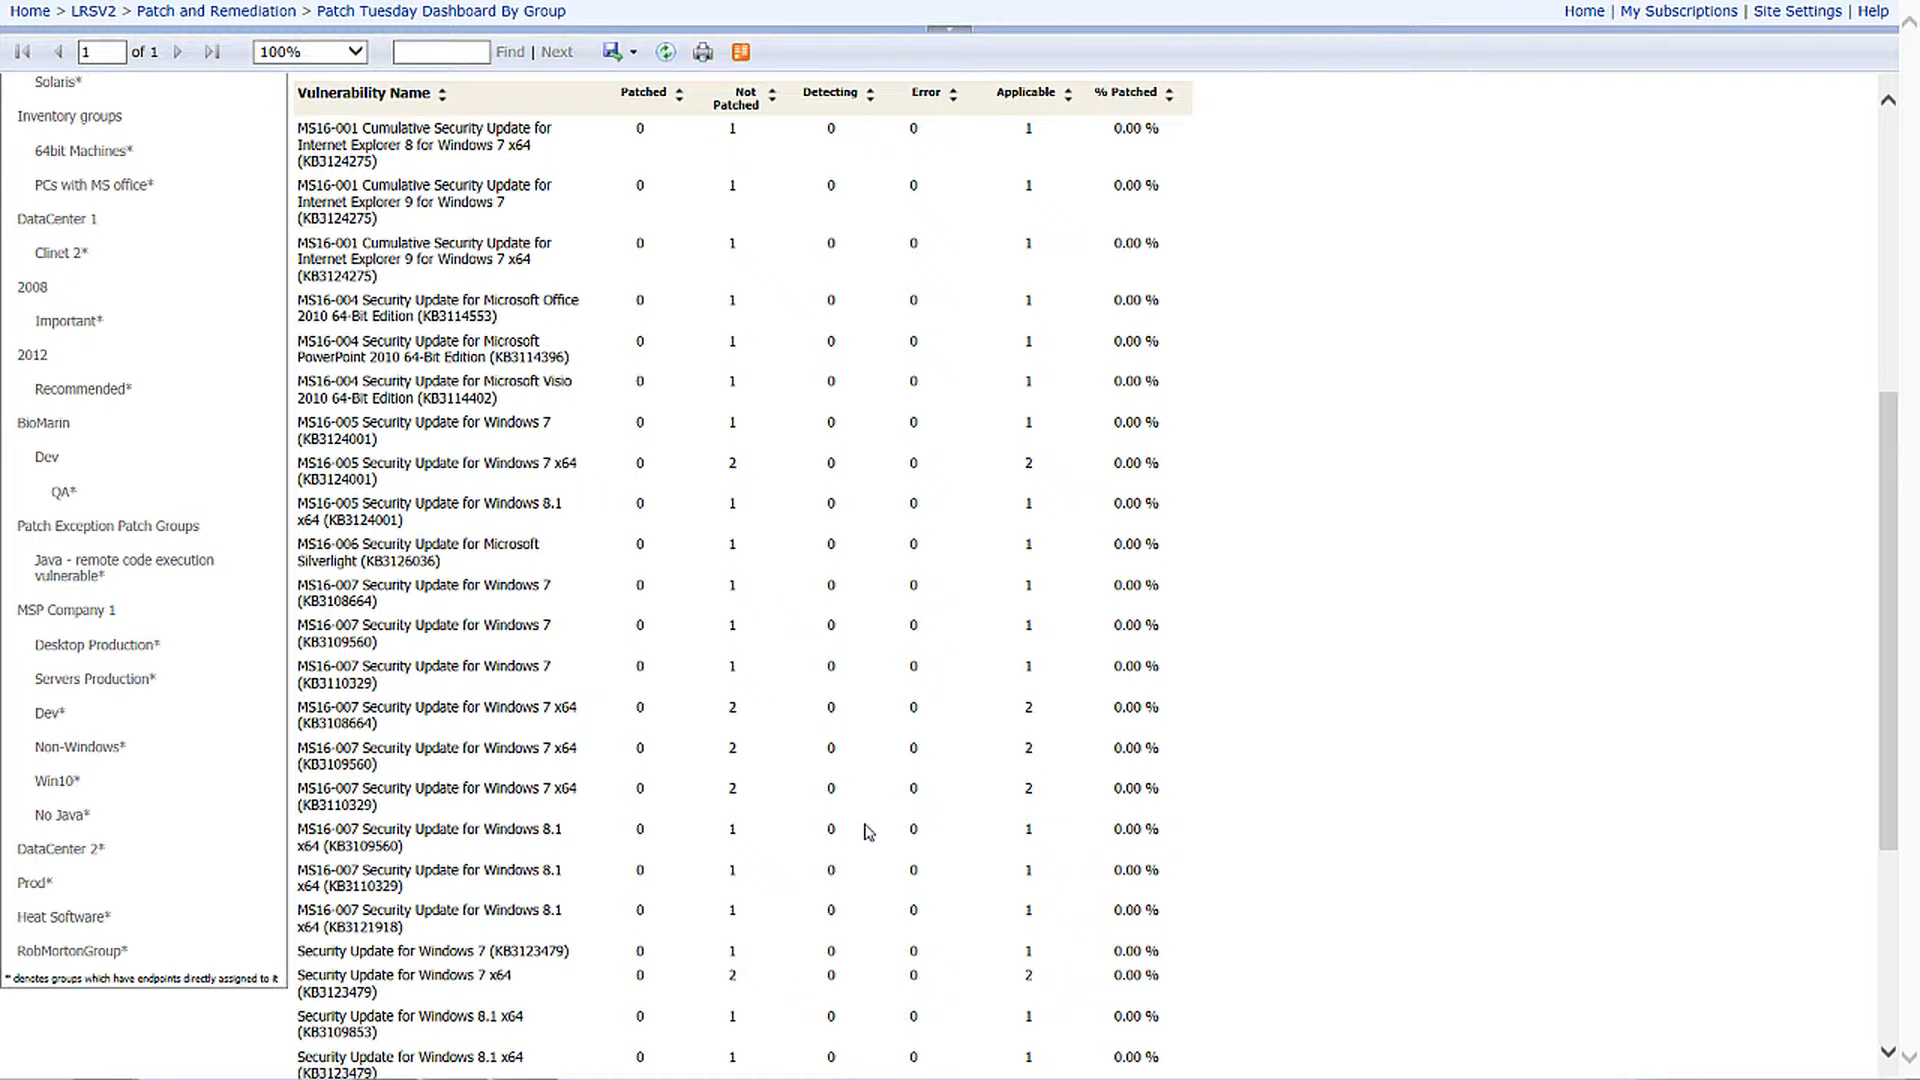 Home > LRSV2 > Patch and Remediation > Patch Tuesday Dashboard By Group
Home | My Subscriptions | Site Settings | Help
1 of 1 100% Find | Next
Solaris*
Inventory groups
64bit Machines*
PCs with MS office*
DataCenter 1
Clinet 2*
2008
Important*
2012
Recommended*
BioMarin
Dev
QA*
Patch Exception Patch Groups
Java - remote code execution
vulnerable*
MSP Company 1
Desktop Production*
Servers Production*
Dev*
Non-Windows*
Win10*
No Java*
DataCenter 2*
Prod*
Heat Software*
RobMortonGroup*
* denotes groups which have endpoints directly assigned to it
Vulnerability Name Patched Not Patched Detecting Error Applicable % Patched
MS16-001 Cumulative Security Update for 0 1 0 0 1 0.00 %
Internet Explorer 8 for Windows 7 x64
(KB3124275)
MS16-001 Cumulative Security Update for 0 1 0 0 1 0.00 %
Internet Explorer 9 for Windows 7
(KB3124275)
MS16-001 Cumulative Security Update for 0 1 0 0 1 0.00 %
Internet Explorer 9 for Windows 7 x64
(KB3124275)
MS16-004 Security Update for Microsoft Office 0 1 0 0 1 0.00 %
2010 64-Bit Edition (KB3114553)
MS16-004 Security Update for Microsoft 0 1 0 0 1 0.00 %
PowerPoint 2010 64-Bit Edition (KB3114396)
MS16-004 Security Update for Microsoft Visio 0 1 0 0 1 0.00 %
2010 64-Bit Edition (KB3114402)
MS16-005 Security Update for Windows 7 0 1 0 0 1 0.00 %
(KB3124001)
MS16-005 Security Update for Windows 7 x64 0 2 0 0 2 0.00 %
(KB3124001)
MS16-005 Security Update for Windows 8.1 0 1 0 0 1 0.00 %
x64 (KB3124001)
MS16-006 Security Update for Microsoft 0 1 0 0 1 0.00 %
Silverlight (KB3126036)
MS16-007 Security Update for Windows 7 0 1 0 0 1 0.00 %
(KB3108664)
MS16-007 Security Update for Windows 7 0 1 0 0 1 0.00 %
(KB3109560)
MS16-007 Security Update for Windows 7 0 1 0 0 1 0.00 %
(KB3110329)
MS16-007 Security Update for Windows 7 x64 0 2 0 0 2 0.00 %
(KB3108664)
MS16-007 Security Update for Windows 7 x64 0 2 0 0 2 0.00 %
(KB3109560)
MS16-007 Security Update for Windows 7 x64 0 2 0 0 2 0.00 %
(KB3110329)
MS16-007 Security Update for Windows 8.1 0 1 0 0 1 0.00 %
x64 (KB3109560)
MS16-007 Security Update for Windows 8.1 0 1 0 0 1 0.00 %
x64 (KB3110329)
MS16-007 Security Update for Windows 8.1 0 1 0 0 1 0.00 %
x64 (KB3121918)
Security Update for Windows 7 (KB3123479) 0 1 0 0 1 0.00 %
Security Update for Windows 7 x64 0 2 0 0 2 0.00 %
(KB3123479)
Security Update for Windows 8.1 x64 0 1 0 0 1 0.00 %
(KB3109853)
Security Update for Windows 8.1 x64 0 1 0 0 1 0.00 %
(KB3123479)